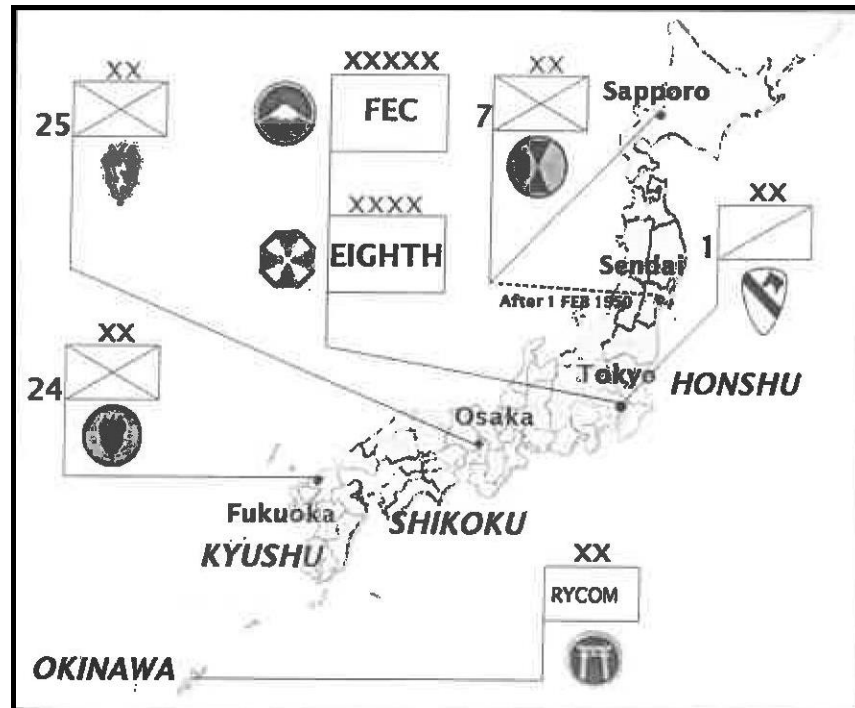 XX
25
XXXXX
FEC
XX
7
Sapporo
XXXX
EIGHTH
XX
1
Sendai
After 1 FEB 1950
XX
24
Tokyo
HONSHU
Osaka
Fukuoka
SHIKOKU
KYUSHU
XX
RYCOM
OKINAWA